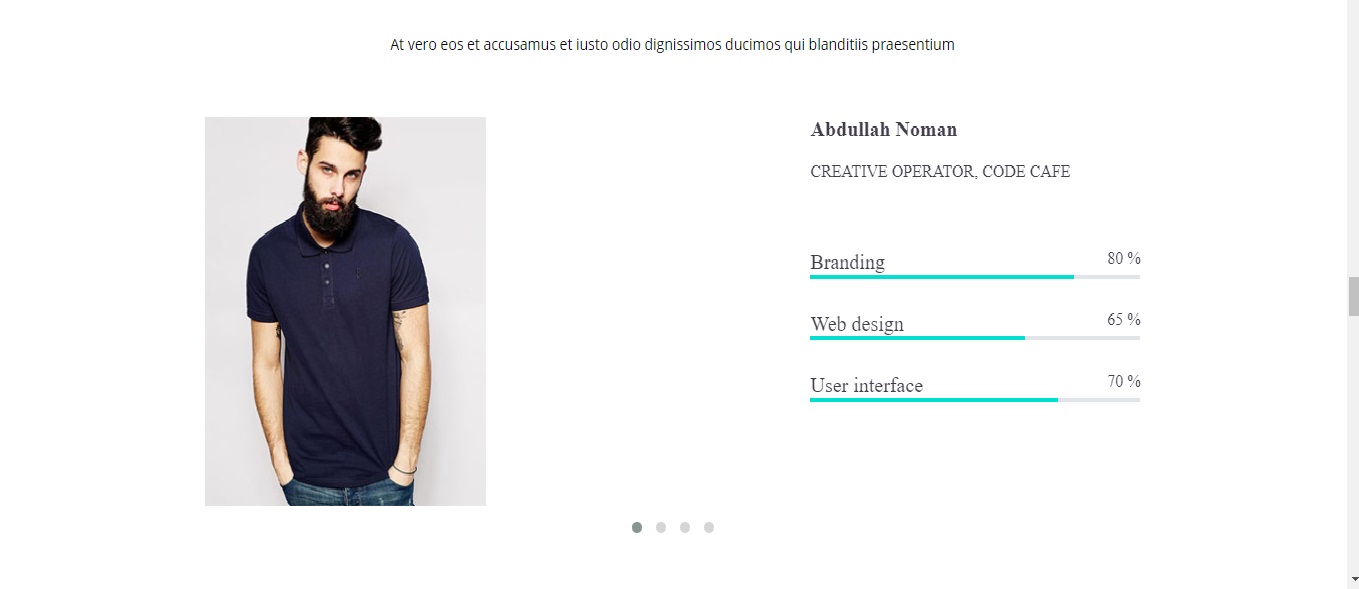 At vero eos et accusamus et iusto odio dignissimos ducimos qui blanditiis praesentium
Abdullah Noman
CREATIVE OPERATOR, CODE CAFE
Branding 80 %
Web design 65 %
User interface 70 %